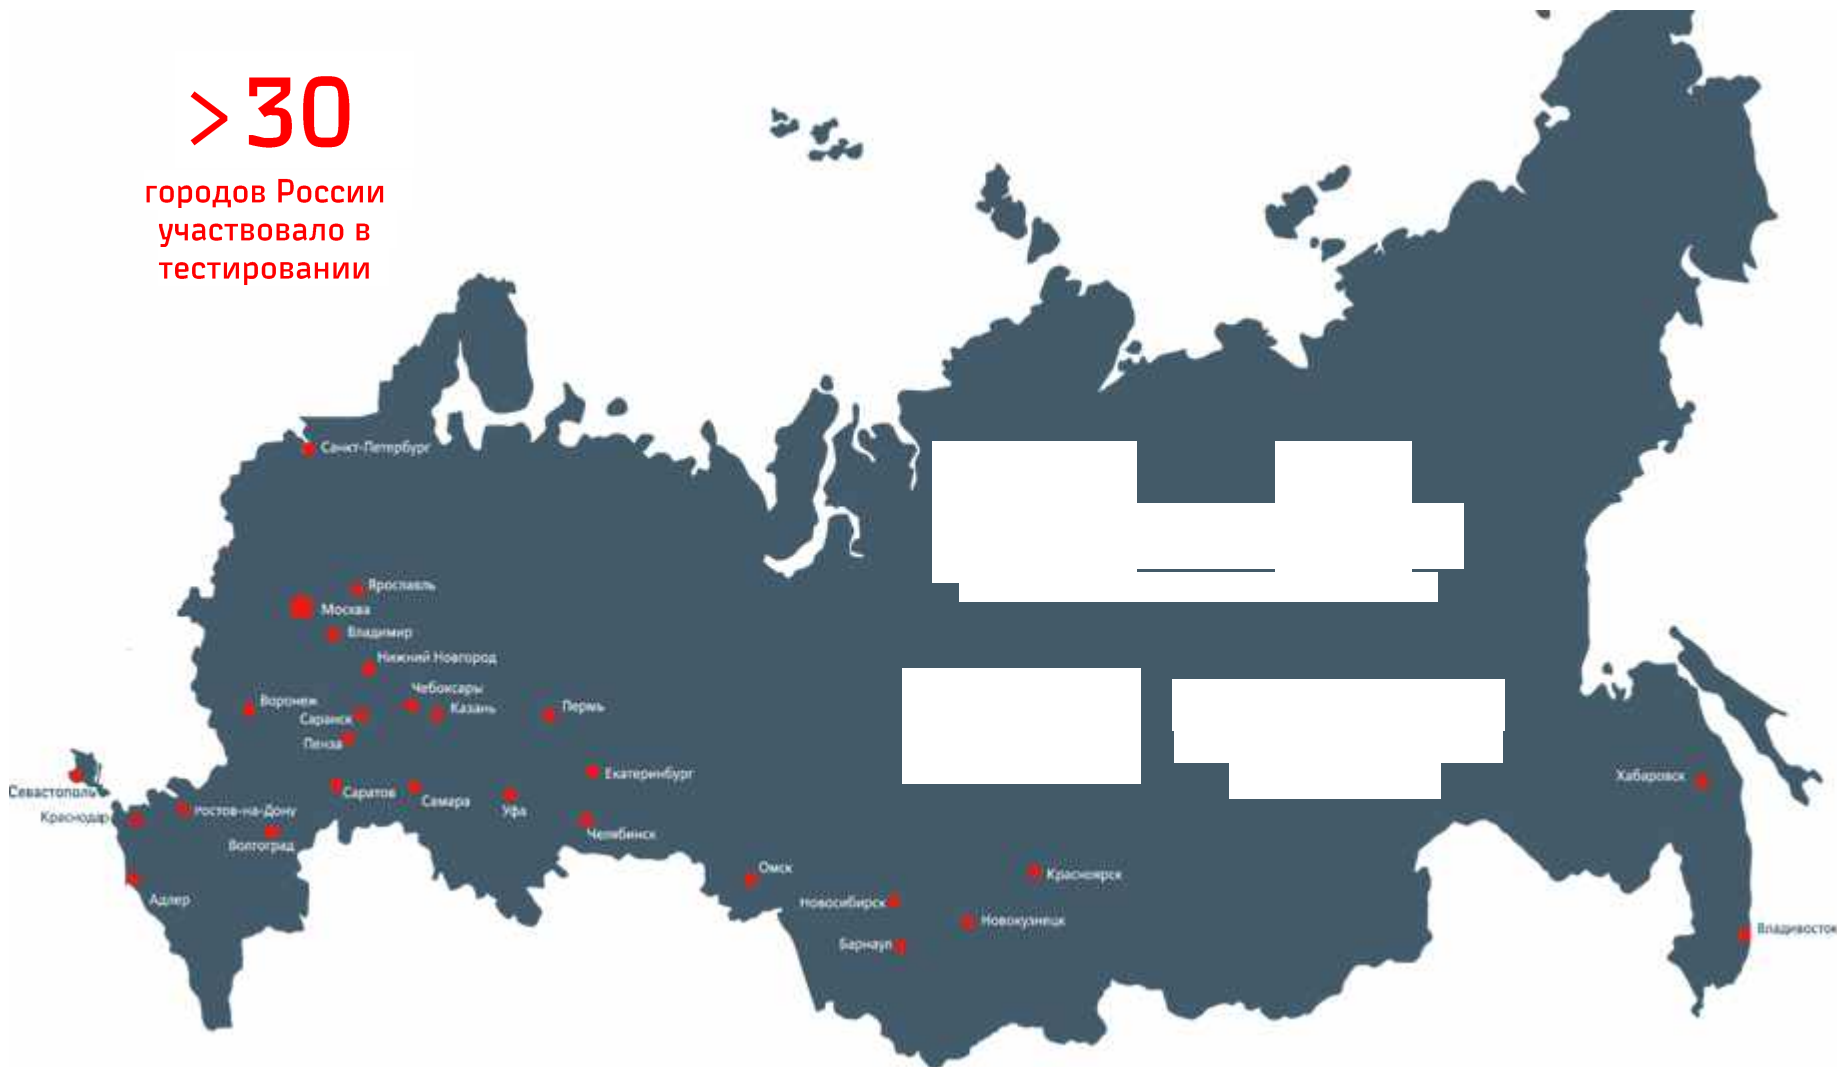 > 30
городов России
участвовало в
тестировании
Санкт-Петербург
Ярославль
Москва
Владимир
Нижний Новгород
Чебоксары
Воронеж
Казань
Пермь
Саранск
Пенза
Екатеринбург
Севастополь
Саратов
Самара
Уфа
Хабаровск
Краснодар
Ростов-на-Дону
Волгоград
Челябинск
Омск
Красноярск
Адлер
Новосибирск
Новокузнецк
Барнаул
Владивосток